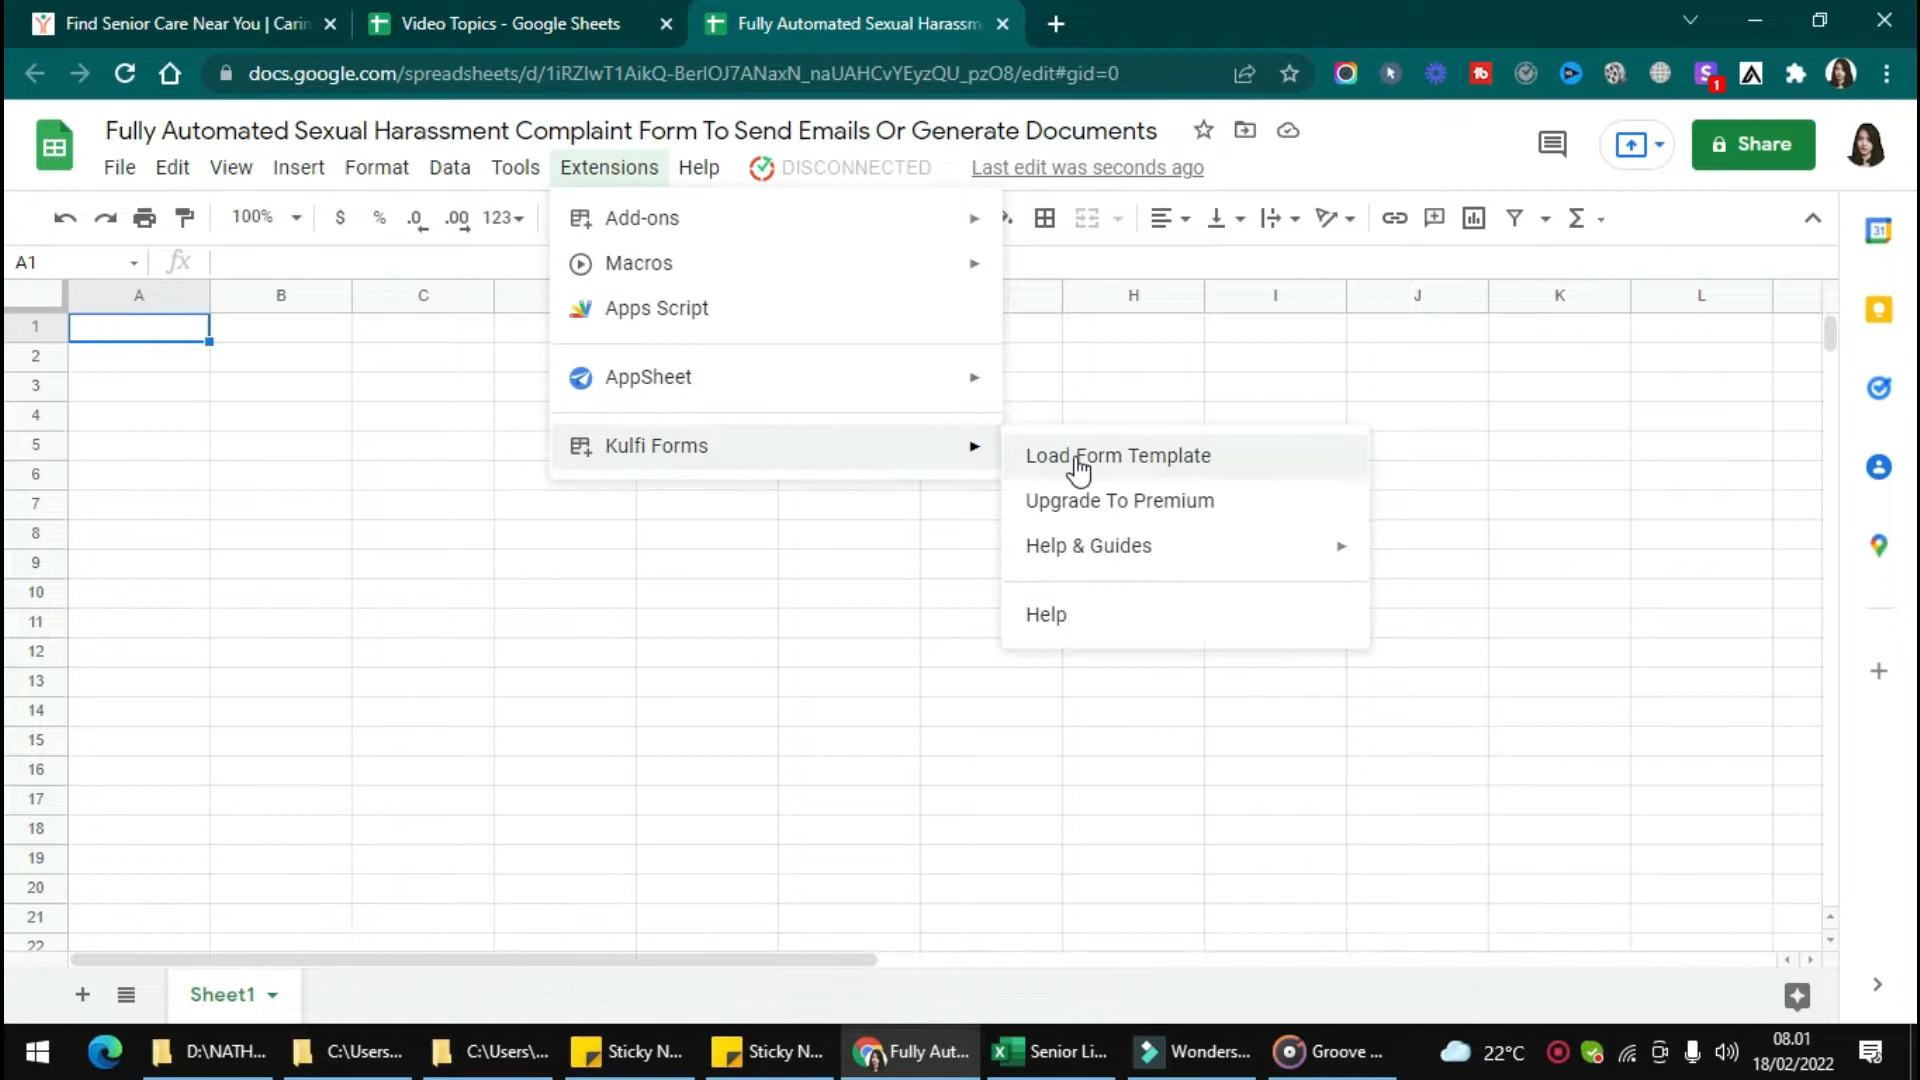 Find Senior Care Near You | Carin
Video Topics - Google Sheets
Fully Automated Sexual Harassm
docs.google.com/spreadsheets/d/1iRZlwT1AikQ-BerlOJ7ANaxN_naUAHCvYEyzQU_pzO8/edit#gid=0
1
Fully Automated Sexual Harassment Complaint Form To Send Emails Or Generate Documents
Share
File Edit View Insert Format Data Tools Extensions Help DISCONNECTED Last edit was seconds ago
100% $ % .0 .00 123
Add-ons
Macros
Apps Script
AppSheet
Kulfi Forms
Load Form Template
Upgrade To Premium
Help & Guides
Help
A1 fx
31
A B C H I J K L
1
2
3
4
5
6
7
8
9
10
11
12
13
14
15
16
17
18
19
20
21
22
Sheet1
D:\NATH...
C:\Users...
C:\Users\...
Sticky N...
Sticky N...
Fully Aut...
Senior Li...
Wonders...
Groove ...
22°C
08.01
18/02/2022